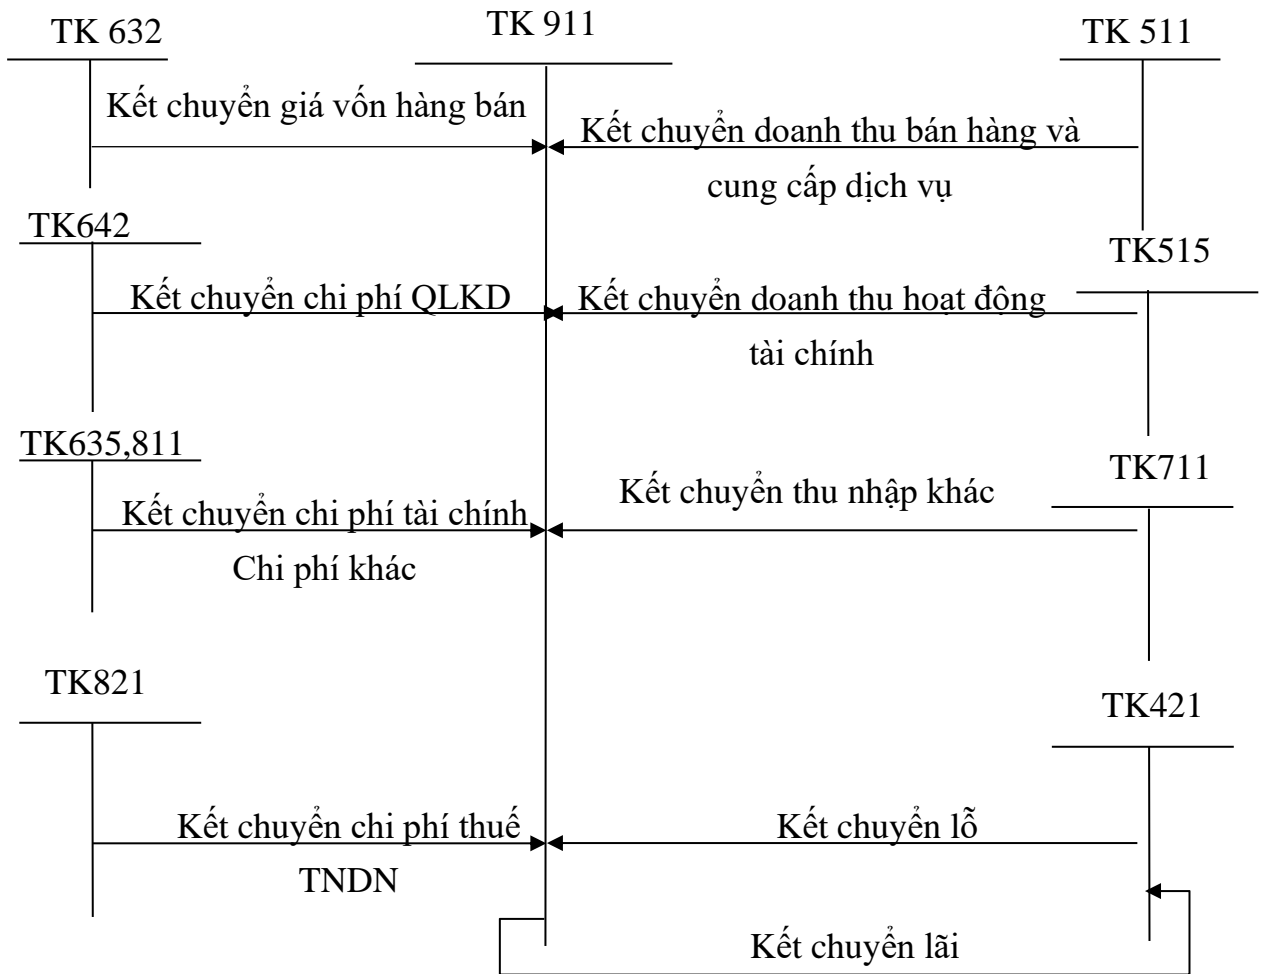 TK 632
TK 911
TK 511
Kết chuyển giá vốn hàng bán
Kết chuyển doanh thu bán hàng và
cung cấp dịch vụ
TK642
TK515
Kết chuyển chi phí QLKD
Kết chuyển doanh thu hoạt động
tài chính
TK635,811
TK711
Kết chuyển chi phí tài chính
Chi phí khác
Kết chuyển thu nhập khác
TK821
TK421
Kết chuyển chi phí thuế
TNDN
Kết chuyển lỗ
Kết chuyển lãi